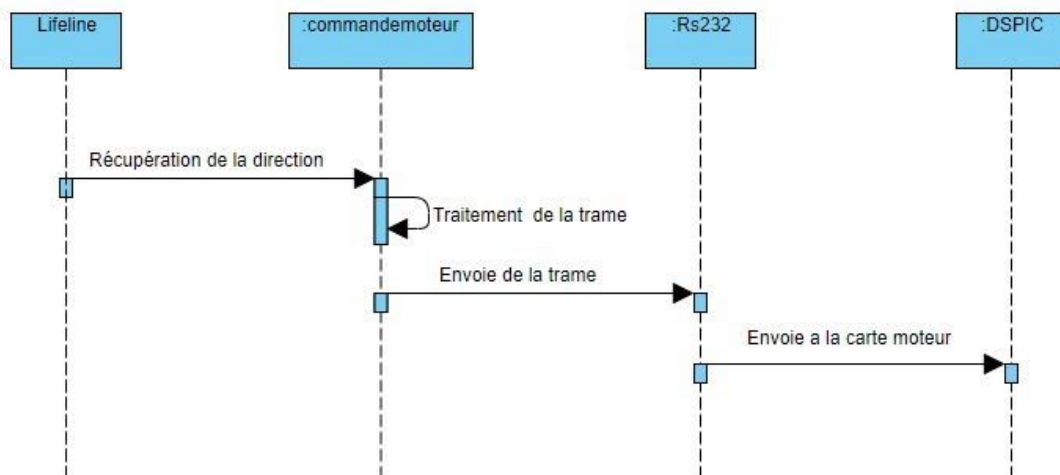 Lifeline
:commandemoteur
:Rs232
:DSPIC
Récupération de la direction
Traitement de la trame
Envoie de la trame
Envoie a la carte moteur